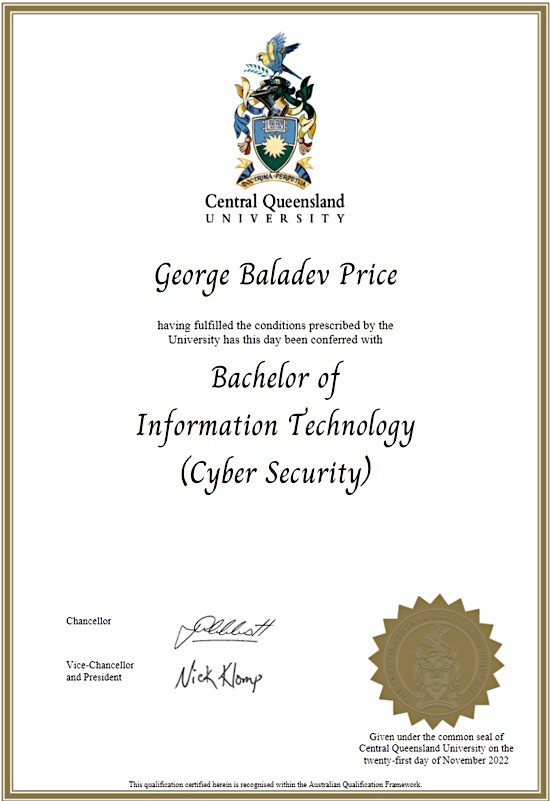 DOCTRINA PERPETUA
Central Queensland
UNIVERSITY
George Baladev Price
having fulfilled the conditions prescribed by the
University has this day been conferred with
Bachelor of
Information Technology
(Cyber Security)
Chancellor
Vice-Chancellor
and President
Nick Klomp
Given under the common seal of
Central Queensland University on the
twenty-first day of November 2022
This qualification certified herein is recognised within the Australian Qualification Framework.